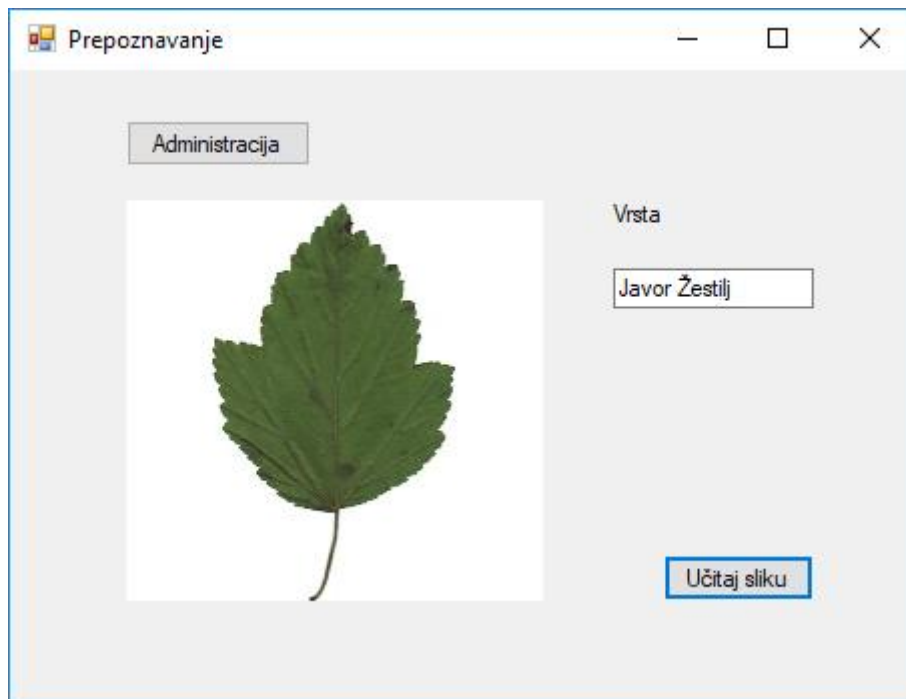 Prepoznavanje
Administracija
Vrsta
Javor Žestilj
Učitaj sliku